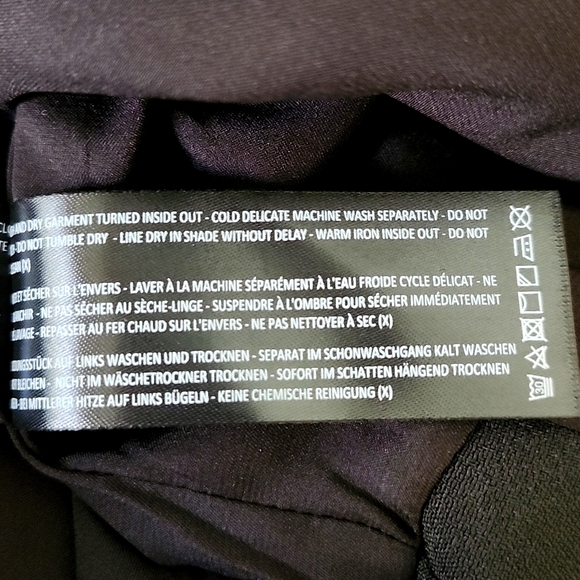 AND DRY GARMENT TURNED INSIDE OUT - COLD DELICATE MACHINE WASH SEPARATELY - DO NOT
- DO NOT TUMBLE DRY - LINE DRY IN SHADE WITHOUT DELAY - WARM IRON INSIDE OUT - DO NOT
(X)
ET SÉCHER SUR L'ENVERS - LAVER À LA MACHINE SÉPARÉMENT À L'EAU FROIDE CYCLE DÉLICAT - NE
- NE PAS SÉCHER AU SÈCHE-LINGE - SUSPENDRE À L'OMBRE POUR SÉCHER IMMÉDIATEMENT
- REPASSER AU FER CHAUD SUR L'ENVERS - NE PAS NETTOYER À SEC (X)
AUF LINKS WASCHEN UND TROCKNEN - SEPARAT IM SCHONWASCHGANG KALT WASCHEN
BLEICHEN - NICHT IM WÄSCHETROCKNER TROCKNEN - SOFORT IM SCHATTEN HÄNGEND TROCKNEN
- BEI MITTLERER HITZE AUF LINKS BÜGELN - KEINE CHEMISCHE REINIGUNG (X)
30